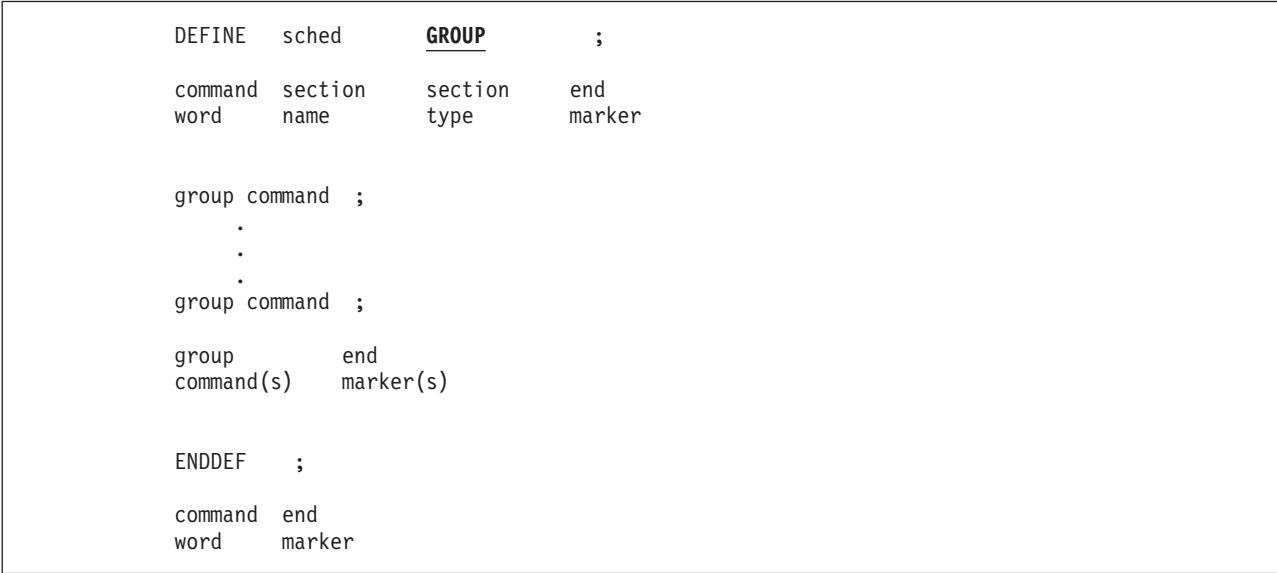 DEFINE sched GROUP ;
command section section end
word name type marker
group command ;
.
.
.
group command ;
group end
command(s) marker(s)
ENDDEF ;
command end
word marker